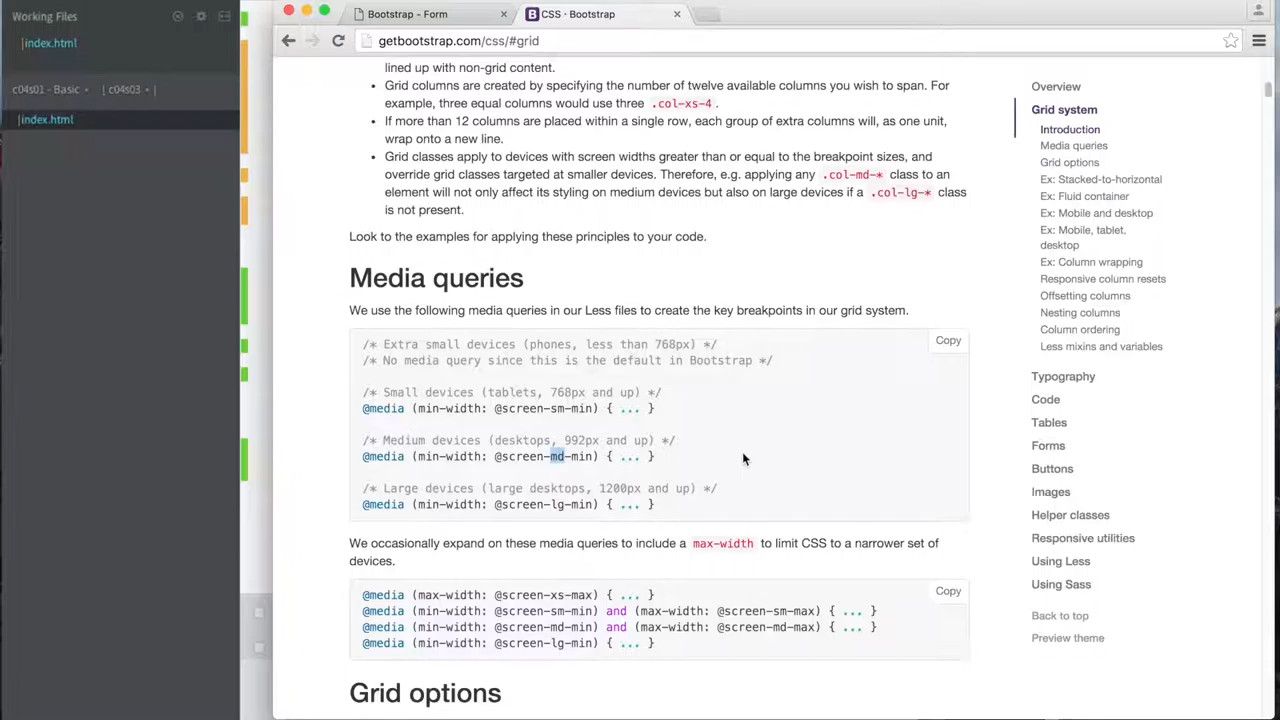 Working Files
index.html
c04s01 - Basic
c04s03
index.html
Bootstrap - Form
CSS · Bootstrap
getbootstrap.com/css/#grid
lined up with non-grid content.
Grid columns are created by specifying the number of twelve available columns you wish to span. For
example, three equal columns would use three .col-xs-4 .
If more than 12 columns are placed within a single row, each group of extra columns will, as one unit,
wrap onto a new line.
Grid classes apply to devices with screen widths greater than or equal to the breakpoint sizes, and
override grid classes targeted at smaller devices. Therefore, e.g. applying any .col-md-* class to an
element will not only affect its styling on medium devices but also on large devices if a .col-lg-* class
is not present.
Look to the examples for applying these principles to your code.
Media queries
We use the following media queries in our Less files to create the key breakpoints in our grid system.
Copy
/* Extra small devices (phones, less than 768px) */
/* No media query since this is the default in Bootstrap */
/* Small devices (tablets, 768px and up) */
@media (min-width: @screen-sm-min) { ... }
/* Medium devices (desktops, 992px and up) */
@media (min-width: @screen-md-min) { ... }
/* Large devices (large desktops, 1200px and up) */
@media (min-width: @screen-lg-min) { ... }
We occasionally expand on these media queries to include a max-width to limit CSS to a narrower set of
devices.
Copy
@media (max-width: @screen-xs-max) { ... }
@media (min-width: @screen-sm-min) and (max-width: @screen-sm-max) { ... }
@media (min-width: @screen-md-min) and (max-width: @screen-md-max) { ... }
@media (min-width: @screen-lg-min) { ... }
Grid options
Overview
Grid system
Introduction
Media queries
Grid options
Ex: Stacked-to-horizontal
Ex: Fluid container
Ex: Mobile and desktop
Ex: Mobile, tablet,
desktop
Ex: Column wrapping
Responsive column resets
Offsetting columns
Nesting columns
Column ordering
Less mixins and variables
Typography
Code
Tables
Forms
Buttons
Images
Helper classes
Responsive utilities
Using Less
Using Sass
Back to top
Preview theme